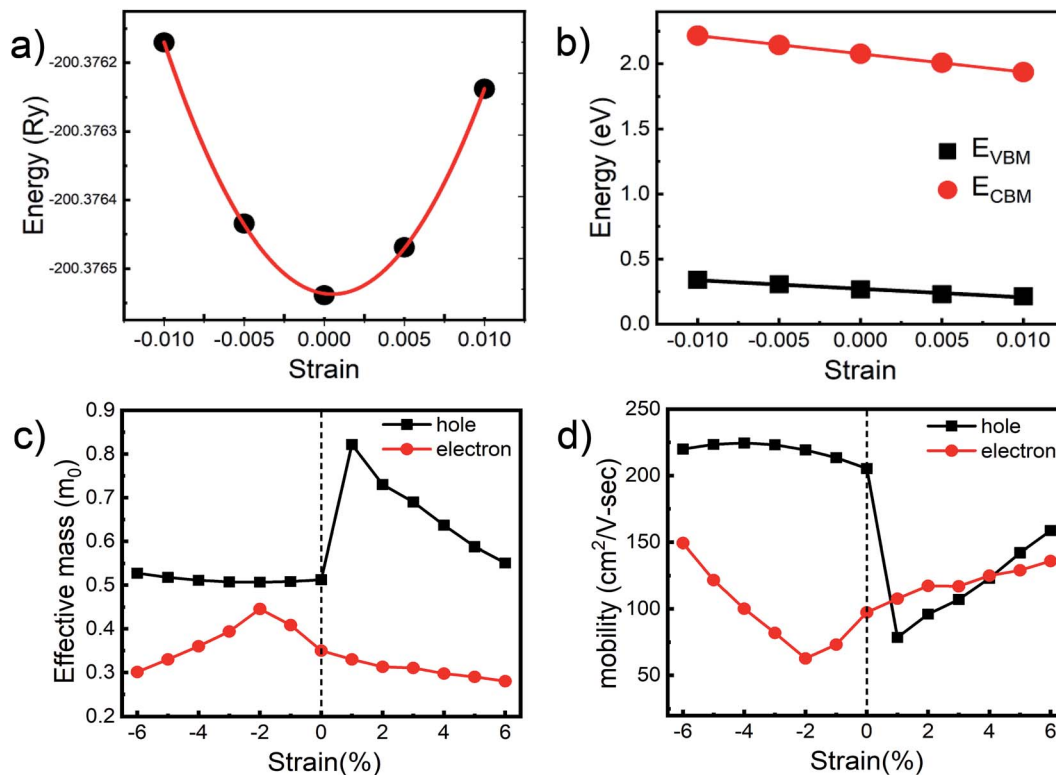 a)
Energy (Ry)
-200.3762
-200.3763
-200.3764
-200.3765
-0.010 -0.005 0.000 0.005 0.010
Strain
b)
Energy (eV)
2.0
1.5
1.0
0.5
0.0
E_VBM
E_CBM
-0.010 -0.005 0.000 0.005 0.010
Strain
c)
Effective mass (m₀)
0.9
0.8
0.7
0.6
0.5
0.4
0.3
0.2
hole
electron
-6 -4 -2 0 2 4 6
Strain(%)
d)
mobility (cm²/V-sec)
250
200
150
100
50
hole
electron
-6 -4 -2 0 2 4 6
Strain(%)